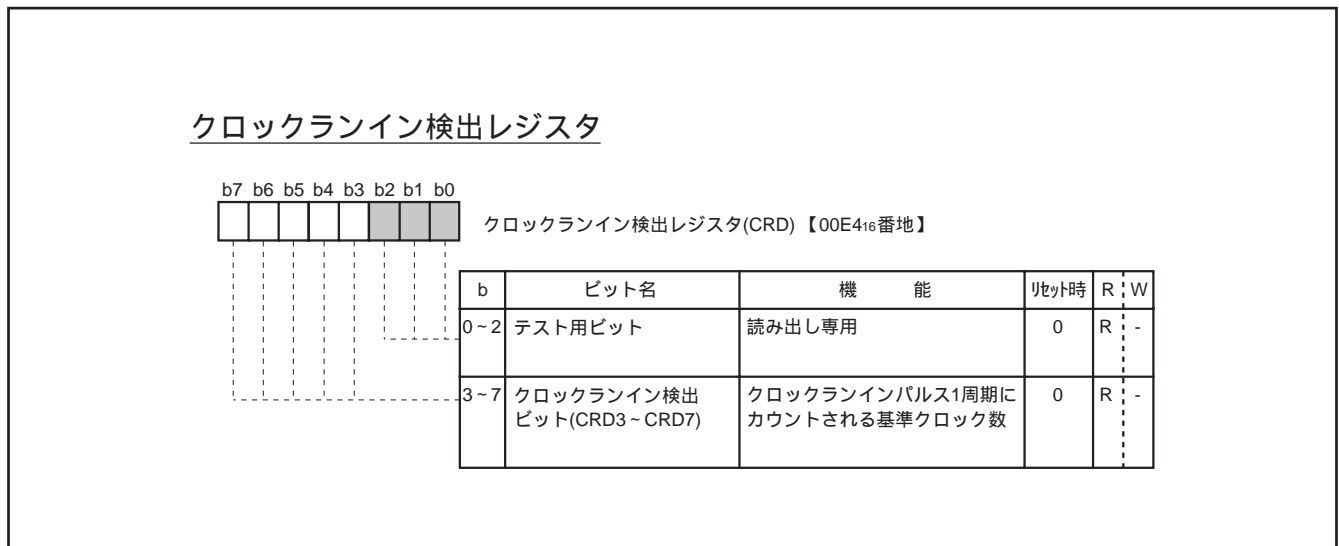 クロックランイン検出レジスタ
b7 b6 b5 b4 b3 b2 b1 b0
クロックランイン検出レジスタ(CRD)【00E416番地】
b ビット名 機 能 リセット時 R W
0~2 テスト用ビット 読み出し専用 0 R -
3~7 クロックランイン検出 クロックランインパルス1周期に 0 R -
ビット(CRD3~CRD7) カウントされる基準クロック数